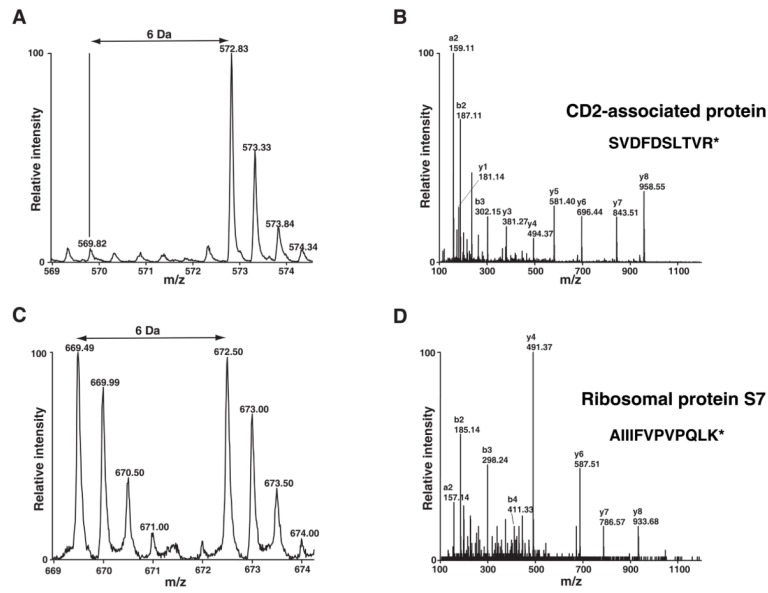 A
6 Da
572.83
100
573.33
573.84
574.34
569.82
Relative intensity
0
569 570 571 572 573 574
m/z
B
a2
159.11
100
b2
187.11
y1
181.14
b3
302.15
y3
381.27
y4
494.37
y5
581.40
y6
696.44
y7
843.51
y8
958.55
CD2-associated protein
SVDFDSLTVR*
Relative intensity
0
100 300 500 700 900 1100
m/z
C
6 Da
669.49
100
669.99
670.50
671.00
672.50
673.00
673.50
674.00
Relative intensity
0
669 670 671 672 673 674
m/z
D
y4
491.37
100
b2
185.14
b3
298.24
a2
157.14
b4
411.33
y6
587.51
y7
786.57
y8
933.68
Ribosomal protein S7
AIIIFVPVPQLK*
Relative intensity
0
100 300 500 700 900 1100
m/z